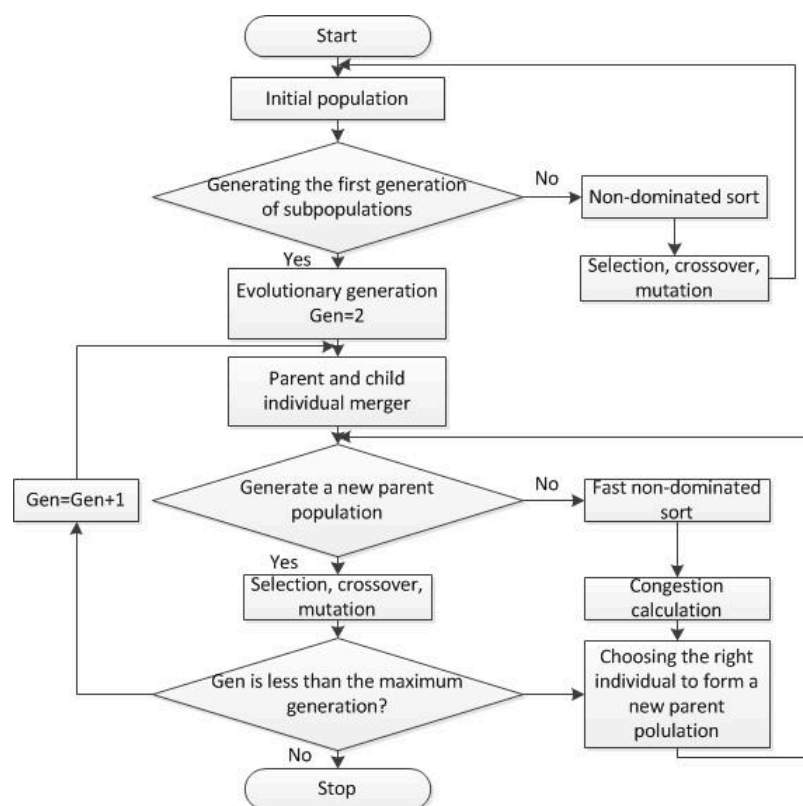 Start
Initial population
Generating the first generation
of subpopulations
No
Non-dominated sort
Selection, crossover,
mutation
Yes
Evolutionary generation
Gen=2
Parent and child
individual merger
Gen=Gen+1
Generate a new parent
population
No
Fast non-dominated
sort
Yes
Selection, crossover,
mutation
Congestion
calculation
Gen is less than the maximum
generation?
Choosing the right
individual to form a
new parent
polulation
No
Stop